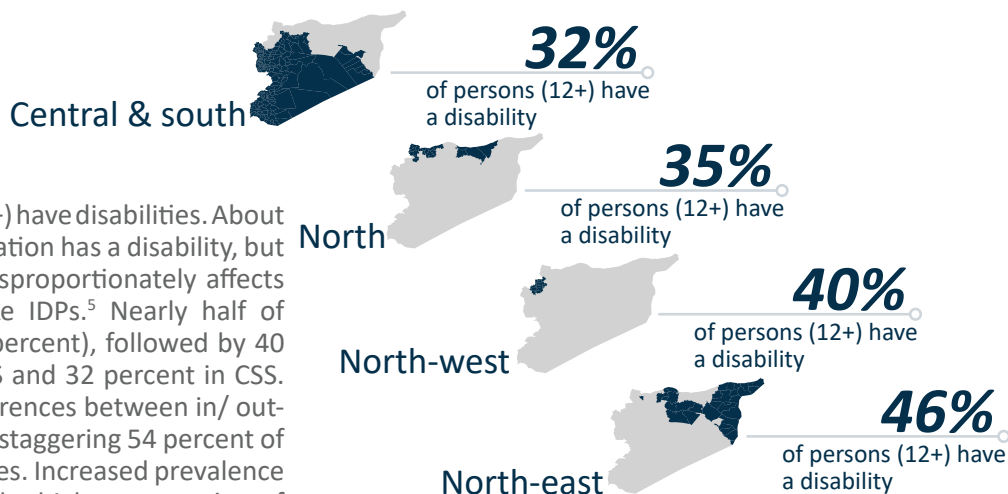 32%
of persons (12+) have
a disability
Central & south
35%
of persons (12+) have
a disability
North
40%
of persons (12+) have
a disability
North-west
46%
of persons (12+) have
a disability
North-east
+) have disabilities. About
ation has a disability, but
sproportionately affects
e IDPs.5 Nearly half of
percent), followed by 40
S and 32 percent in CSS.
rences between in/ out-
staggering 54 percent of
es. Increased prevalence